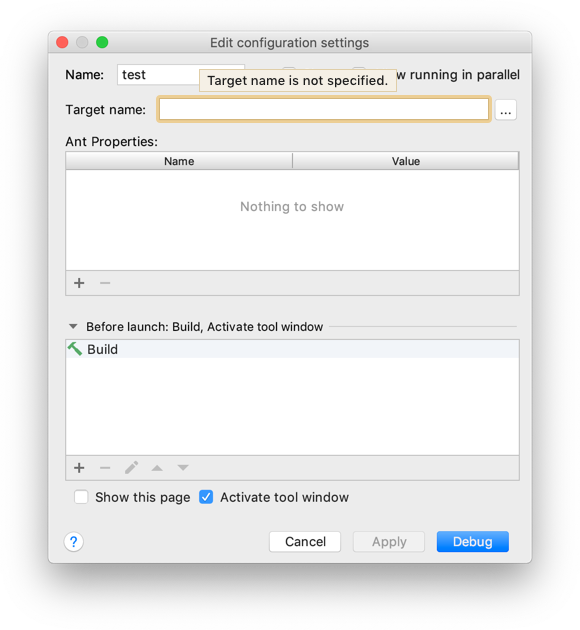 Edit configuration settings
Name: test running in parallel
Target name is not specified.
Target name: ...
Ant Properties:
Name Value
Nothing to show
Before launch: Build, Activate tool window
Build
Show this page Activate tool window
? Cancel Apply Debug